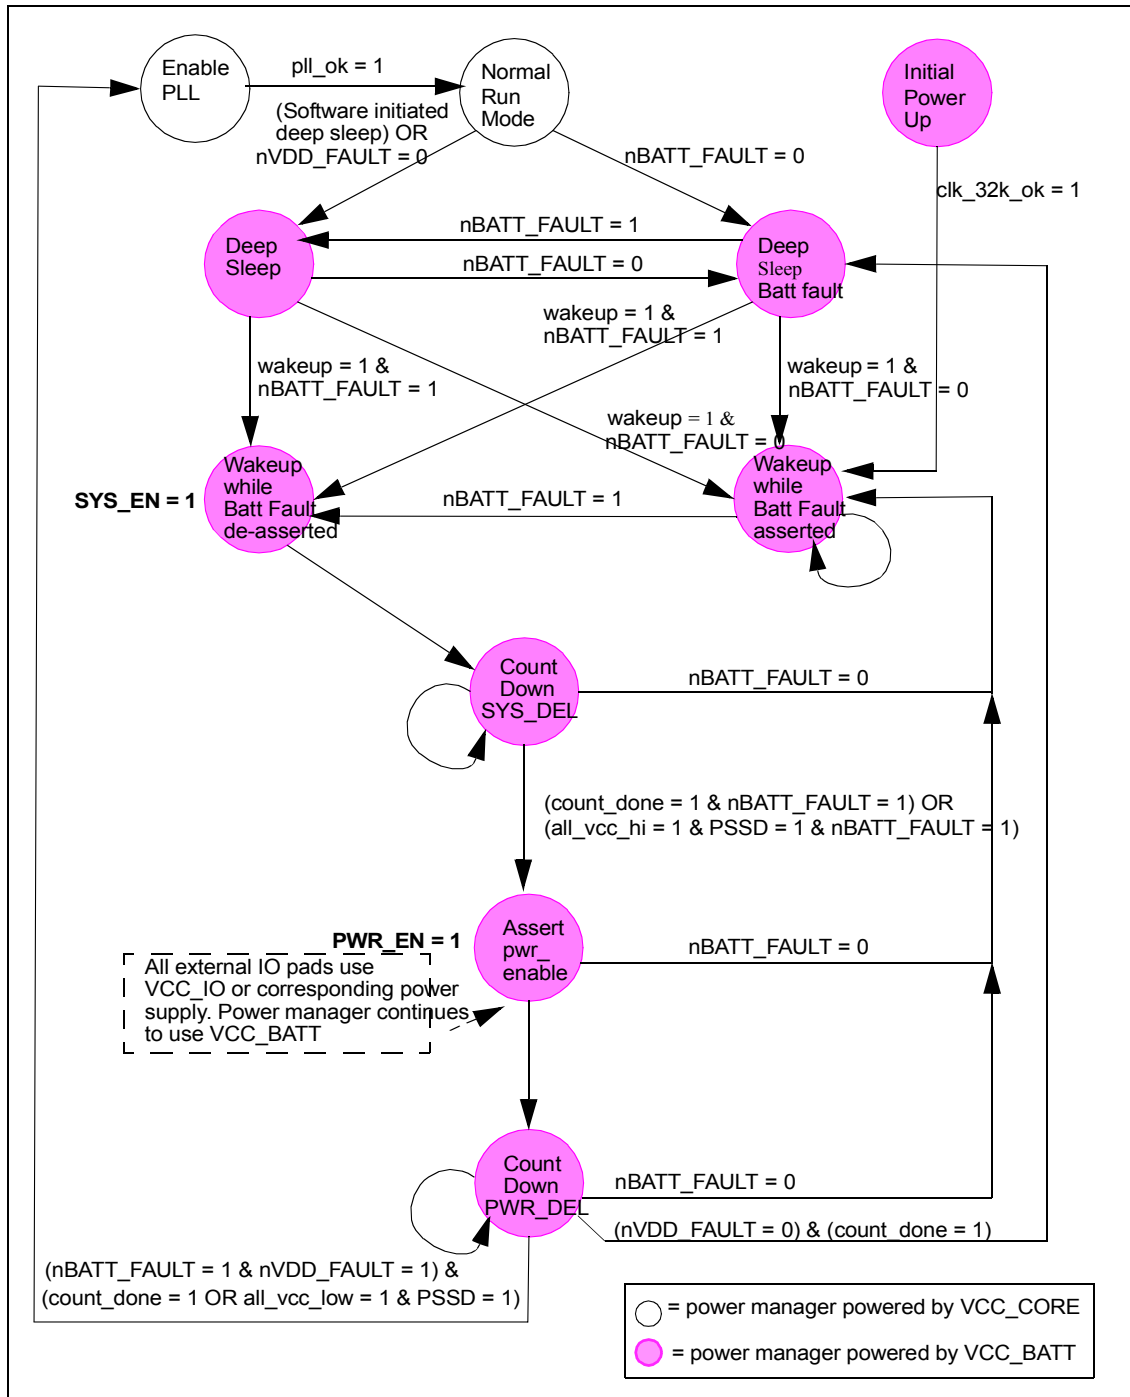 Enable
PLL
pll_ok = 1
Normal
Run
Mode
Initial
Power
Up
(Software initiated
deep sleep) OR
nVDD_FAULT = 0
nBATT_FAULT = 0
clk_32k_ok = 1
Deep
Sleep
nBATT_FAULT = 1
nBATT_FAULT = 0
Deep
Sleep
Batt fault
wakeup = 1 &
nBATT_FAULT = 1
wakeup = 1 &
nBATT_FAULT = 1
wakeup = 1 &
nBATT_FAULT = 0
wakeup = 1 &
nBATT_FAULT = 0
SYS_EN = 1
Wakeup
while
Batt Fault
de-asserted
nBATT_FAULT = 1
Wakeup
while
Batt Fault
asserted
Count
Down
SYS_DEL
nBATT_FAULT = 0
(count_done = 1 & nBATT_FAULT = 1) OR
(all_vcc_hi = 1 & PSSD = 1 & nBATT_FAULT = 1)
PWR_EN = 1
Assert
pwr_
enable
nBATT_FAULT = 0
All external IO pads use
VCC_IO or corresponding power
supply. Power manager continues
to use VCC_BATT
Count
Down
PWR_DEL
nBATT_FAULT = 0
(nVDD_FAULT = 0) & (count_done = 1)
(nBATT_FAULT = 1 & nVDD_FAULT = 1) &
(count_done = 1 OR all_vcc_low = 1 & PSSD = 1)
= power manager powered by VCC_CORE
= power manager powered by VCC_BATT